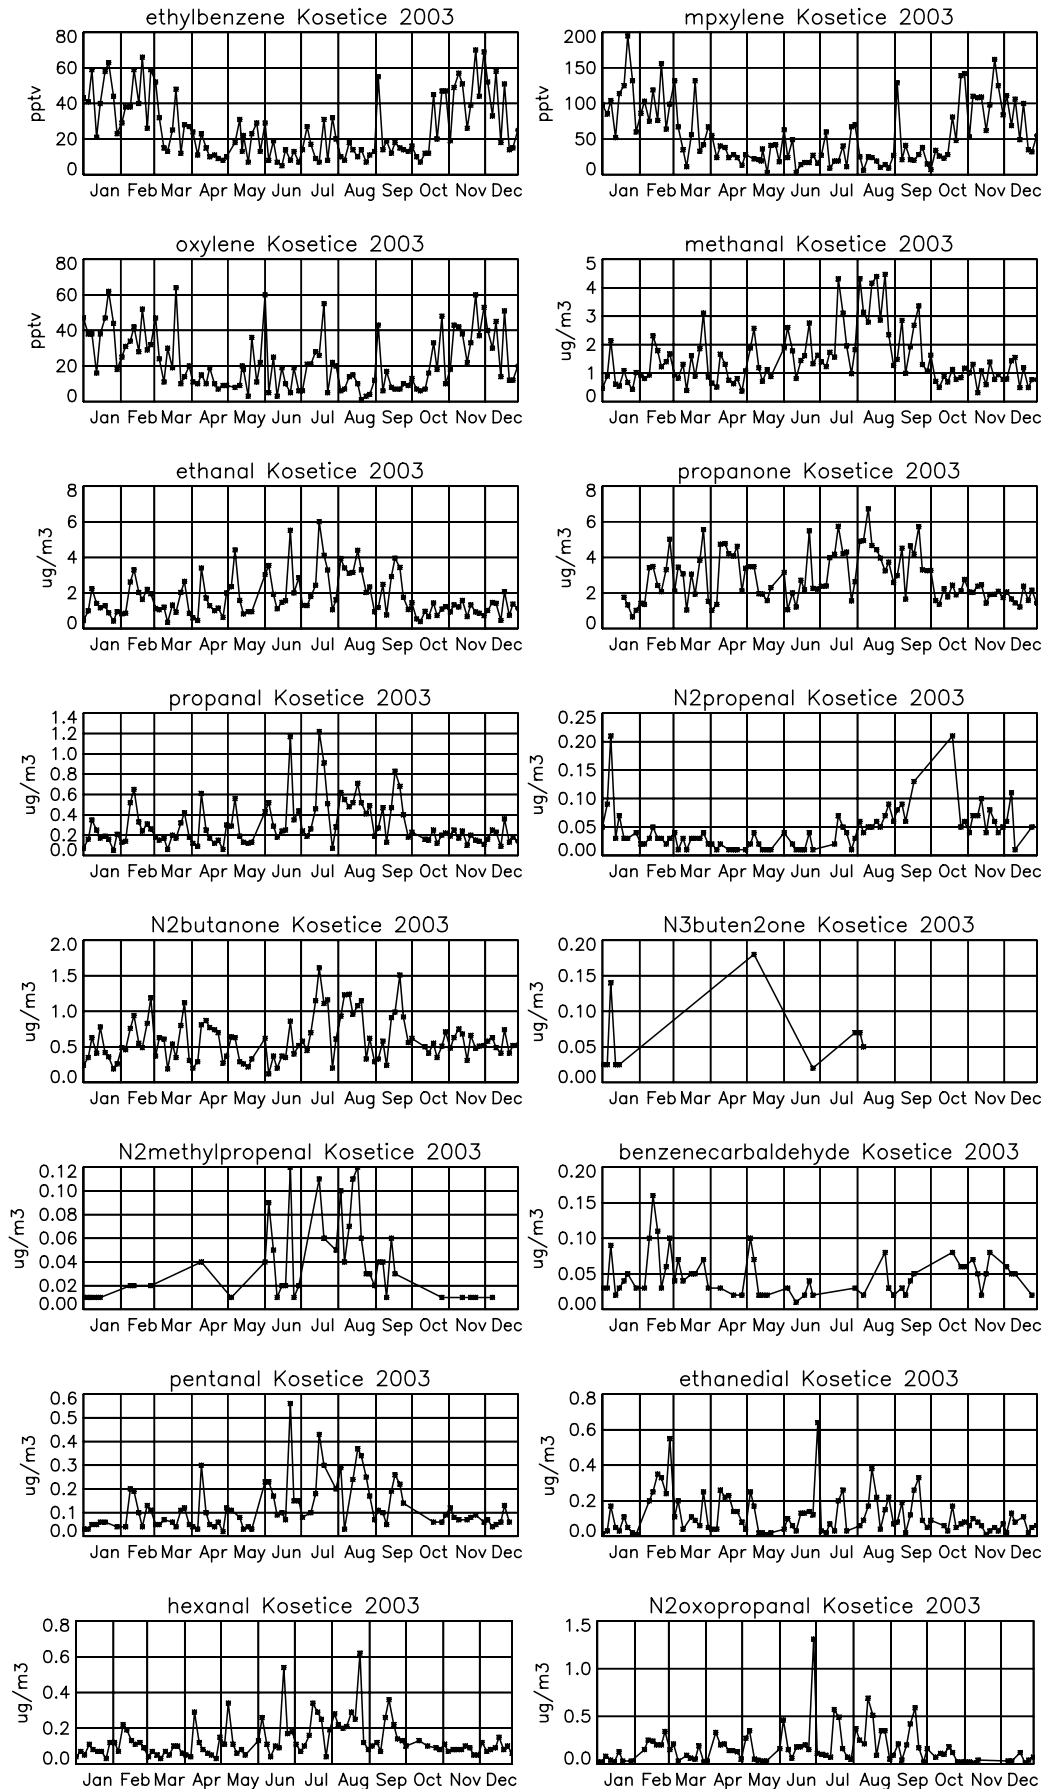 ethylbenzene Kosetice 2003
pptv
80
60
40
20
0
Jan Feb Mar Apr May Jun Jul Aug Sep Oct Nov Dec
mpxylene Kosetice 2003
pptv
200
150
100
50
0
Jan Feb Mar Apr May Jun Jul Aug Sep Oct Nov Dec
oxylene Kosetice 2003
pptv
80
60
40
20
0
Jan Feb Mar Apr May Jun Jul Aug Sep Oct Nov Dec
methanal Kosetice 2003
ug/m3
5
4
3
2
1
0
Jan Feb Mar Apr May Jun Jul Aug Sep Oct Nov Dec
ethanal Kosetice 2003
ug/m3
8
6
4
2
0
Jan Feb Mar Apr May Jun Jul Aug Sep Oct Nov Dec
propanone Kosetice 2003
ug/m3
8
6
4
2
0
Jan Feb Mar Apr May Jun Jul Aug Sep Oct Nov Dec
propanal Kosetice 2003
ug/m3
1.4
1.2
1.0
0.8
0.6
0.4
0.2
0.0
Jan Feb Mar Apr May Jun Jul Aug Sep Oct Nov Dec
N2propenal Kosetice 2003
ug/m3
0.25
0.20
0.15
0.10
0.05
0.00
Jan Feb Mar Apr May Jun Jul Aug Sep Oct Nov Dec
N2butanone Kosetice 2003
ug/m3
2.0
1.5
1.0
0.5
0.0
Jan Feb Mar Apr May Jun Jul Aug Sep Oct Nov Dec
N3buten2one Kosetice 2003
ug/m3
0.20
0.15
0.10
0.05
0.00
Jan Feb Mar Apr May Jun Jul Aug Sep Oct Nov Dec
N2methylpropenal Kosetice 2003
ug/m3
0.12
0.10
0.08
0.06
0.04
0.02
0.00
Jan Feb Mar Apr May Jun Jul Aug Sep Oct Nov Dec
benzenecarbaldehyde Kosetice 2003
ug/m3
0.20
0.15
0.10
0.05
0.00
Jan Feb Mar Apr May Jun Jul Aug Sep Oct Nov Dec
pentanal Kosetice 2003
ug/m3
0.6
0.5
0.4
0.3
0.2
0.1
0.0
Jan Feb Mar Apr May Jun Jul Aug Sep Oct Nov Dec
ethanedial Kosetice 2003
ug/m3
0.8
0.6
0.4
0.2
0.0
Jan Feb Mar Apr May Jun Jul Aug Sep Oct Nov Dec
hexanal Kosetice 2003
ug/m3
0.8
0.6
0.4
0.2
0.0
Jan Feb Mar Apr May Jun Jul Aug Sep Oct Nov Dec
N2oxopropanal Kosetice 2003
ug/m3
1.5
1.0
0.5
0.0
Jan Feb Mar Apr May Jun Jul Aug Sep Oct Nov Dec